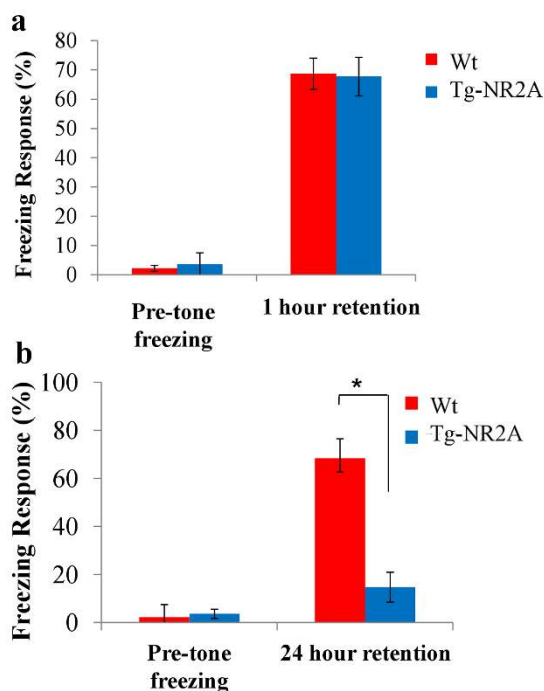 a
Freezing Response (%)
80
70
60
50
40
30
20
10
0
Wt
Tg-NR2A
Pre-tone
freezing
1 hour retention
b
Freezing Response (%)
100
80
60
40
20
0
*
Wt
Tg-NR2A
Pre-tone
freezing
24 hour retention